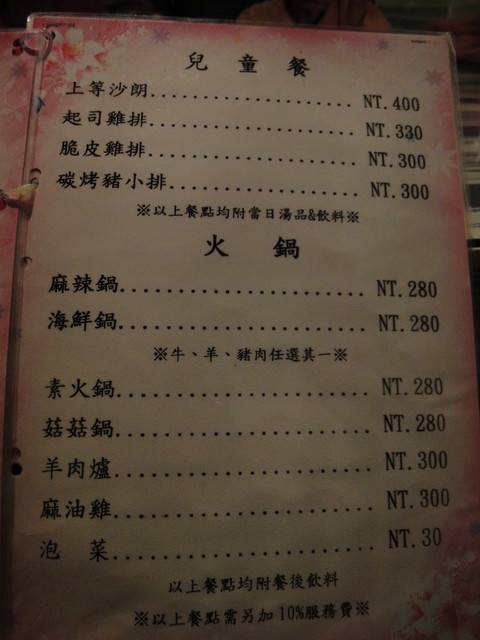 兒 童 餐
上等沙朗.................... NT.400
起司雞排.................... NT.330
脆皮雞排.................... NT.300
碳烤豬小排.................. NT.300
※以上餐點均附當日湯品&飲料※
火 鍋
麻辣鍋...................... NT.280
海鮮鍋...................... NT.280
※牛、羊、豬肉任選其一※
素火鍋...................... NT.280
菇菇鍋...................... NT.280
羊肉爐...................... NT.300
麻油雞...................... NT.300
泡 菜....................... NT.30
以上餐點均附餐後飲料
※以上餐點需另加10%服務費※